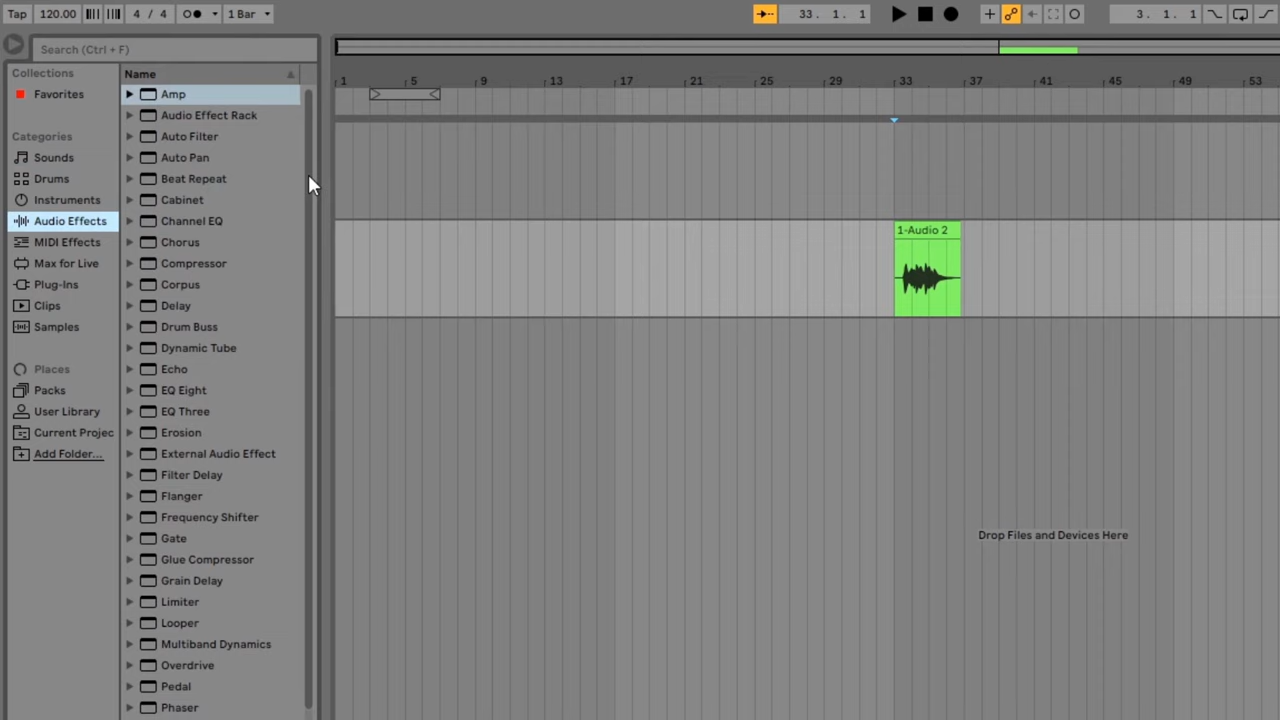 Tap 120.00 4 / 4 1 Bar 33. 1. 1 3. 1. 1
Search (Ctrl + F)
Collections
Favorites
Categories
Sounds
Drums
Instruments
Audio Effects
MIDI Effects
Max for Live
Plug-Ins
Clips
Samples
Places
Packs
User Library
Current Projec
Add Folder...
Name
Amp
Audio Effect Rack
Auto Filter
Auto Pan
Beat Repeat
Cabinet
Channel EQ
Chorus
Compressor
Corpus
Delay
Drum Buss
Dynamic Tube
Echo
EQ Eight
EQ Three
Erosion
External Audio Effect
Filter Delay
Flanger
Frequency Shifter
Gate
Glue Compressor
Grain Delay
Limiter
Looper
Multiband Dynamics
Overdrive
Pedal
Phaser
1 5 9 13 17 21 25 29 33 37 41 45 49 53
1-Audio 2
Drop Files and Devices Here